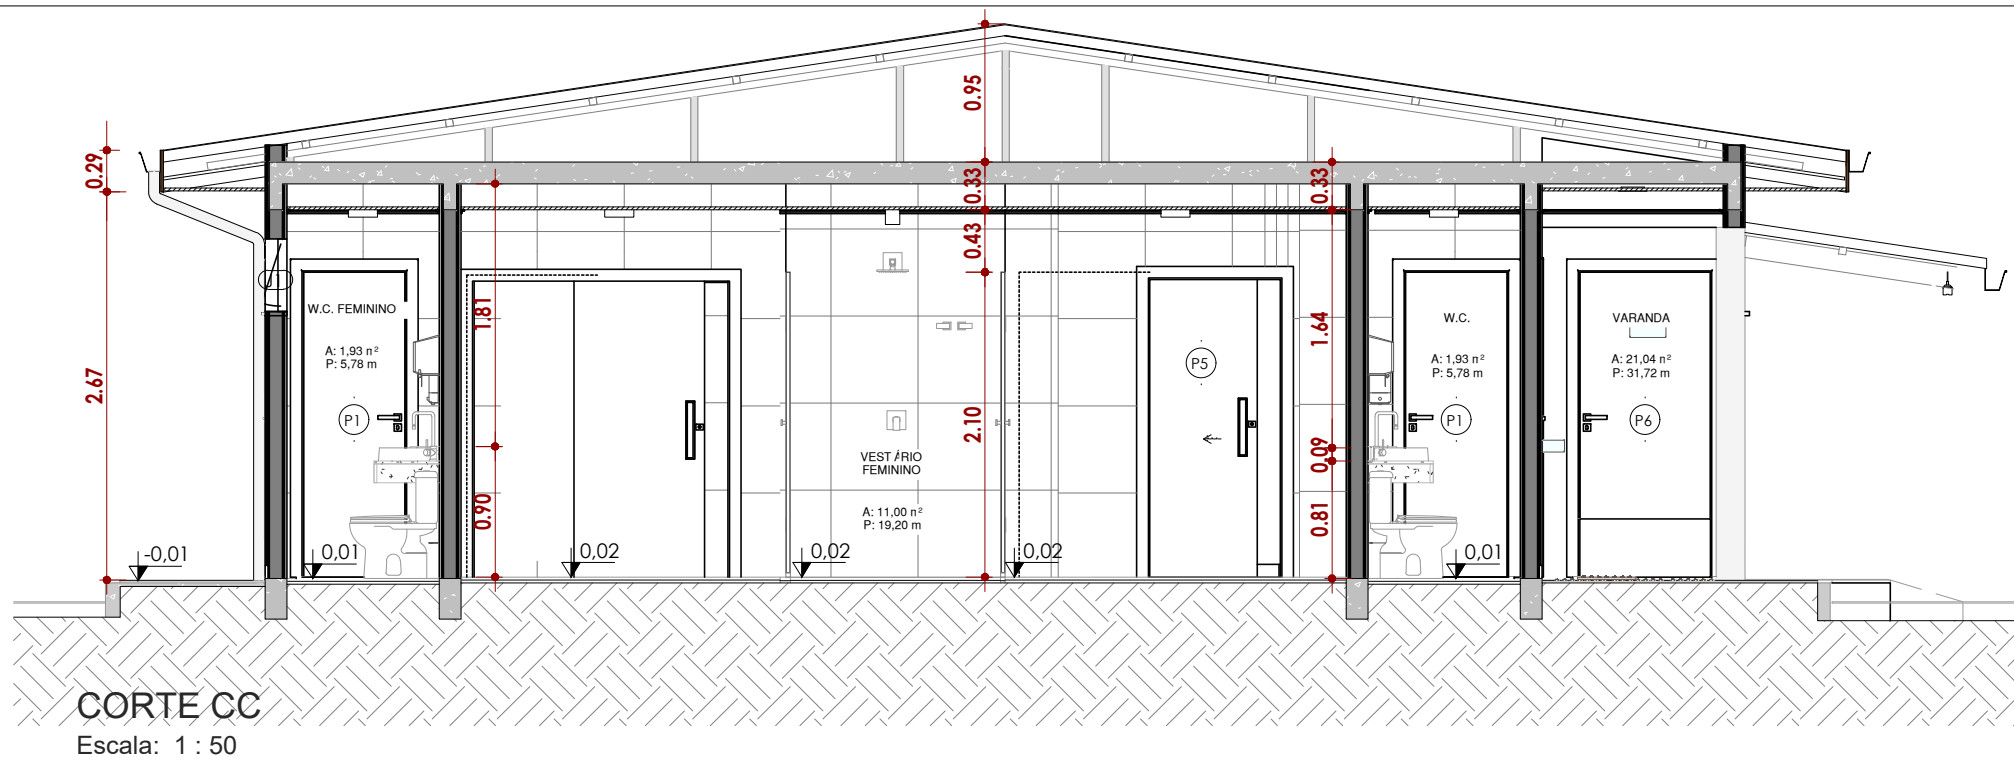 0.95
0.29
0.33
0.33
0.43
1.81
1.64
2.67
2.10
0.90
0.09
0.81
W.C. FEMININO
A: 1,93 m²
P: 5,78 m
P1
VESTÁRIO
FEMININO
A: 11,00 m²
P: 19,20 m
P5
W.C.
A: 1,93 m²
P: 5,78 m
P1
VARANDA
A: 21,04 m²
P: 31,72 m
P6
-0,01
0,01
0,02
0,02
0,02
0,01
CORTE CC
Escala: 1 : 50